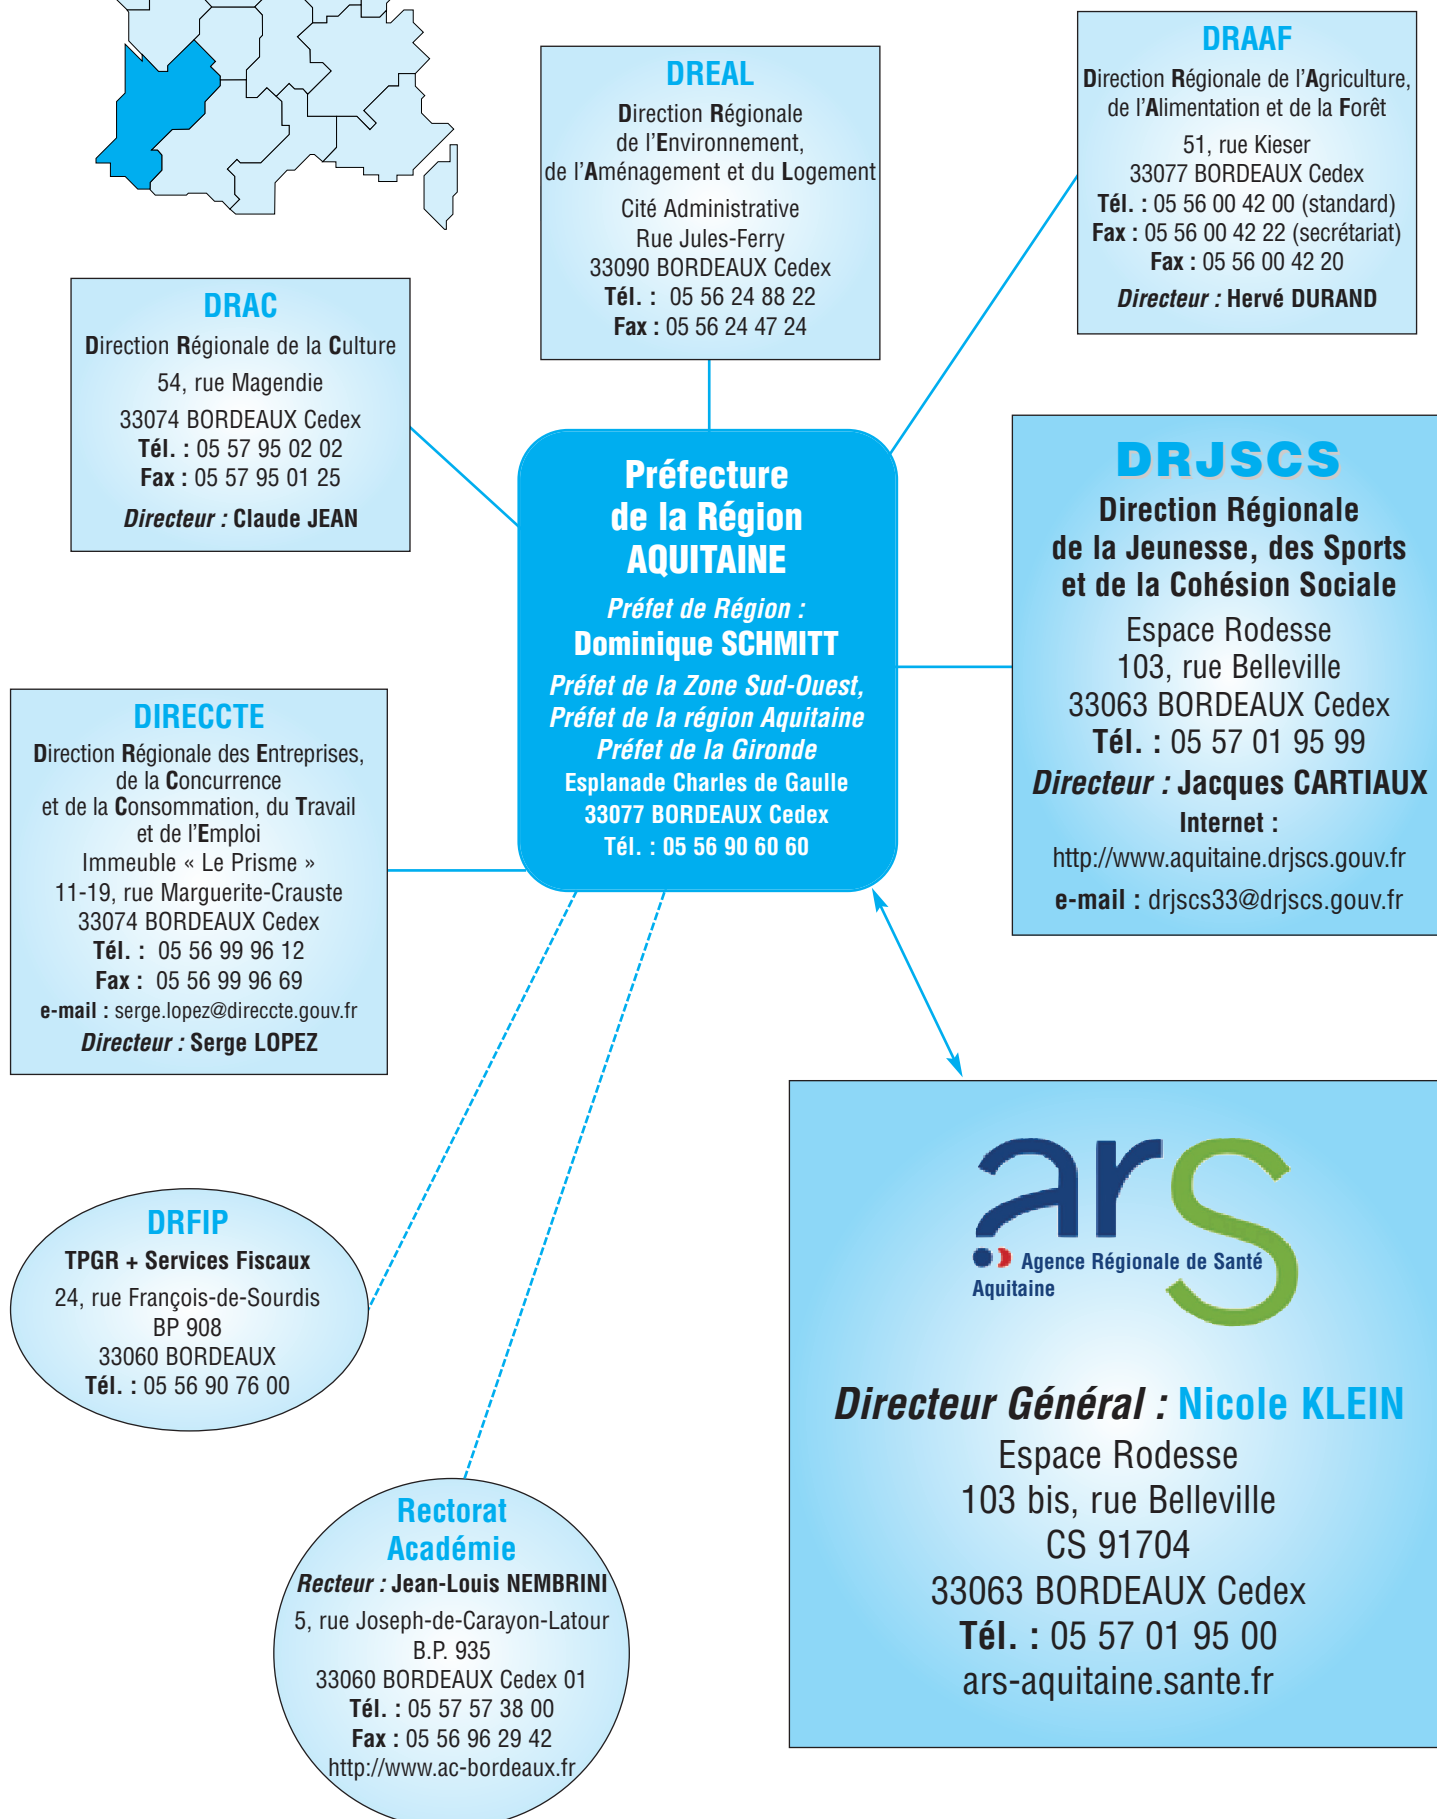 DREAL
Direction Régionale
de l'Environnement,
de l'Aménagement et du Logement
Cité Administrative
Rue Jules-Ferry
33090 BORDEAUX Cedex
Tél. : 05 56 24 88 22
Fax : 05 56 24 47 24
DRAAF
Direction Régionale de l'Agriculture,
de l'Alimentation et de la Forêt
51, rue Kieser
33077 BORDEAUX Cedex
Tél. : 05 56 00 42 00 (standard)
Fax : 05 56 00 42 22 (secrétariat)
Fax : 05 56 00 42 20
Directeur : Hervé DURAND
DRAC
Direction Régionale de la Culture
54, rue Magendie
33074 BORDEAUX Cedex
Tél. : 05 57 95 02 02
Fax : 05 57 95 01 25
Directeur : Claude JEAN
Préfecture
de la Région
AQUITAINE
Préfet de Région :
Dominique SCHMITT
Préfet de la Zone Sud-Ouest,
Préfet de la région Aquitaine
Préfet de la Gironde
Esplanade Charles de Gaulle
33077 BORDEAUX Cedex
Tél. : 05 56 90 60 60
DRJSCS
Direction Régionale
de la Jeunesse, des Sports
et de la Cohésion Sociale
Espace Rodesse
103, rue Belleville
33063 BORDEAUX Cedex
Tél. : 05 57 01 95 99
Directeur : Jacques CARTIAUX
Internet :
http://www.aquitaine.drjscs.gouv.fr
e-mail : drjscs33@drjscs.gouv.fr
DIRECCTE
Direction Régionale des Entreprises,
de la Concurrence
et de la Consommation, du Travail
et de l'Emploi
Immeuble « Le Prisme »
11-19, rue Marguerite-Crauste
33074 BORDEAUX Cedex
Tél. : 05 56 99 96 12
Fax : 05 56 99 96 69
e-mail : serge.lopez@direccte.gouv.fr
Directeur : Serge LOPEZ
DRFIP
TPGR + Services Fiscaux
24, rue François-de-Sourdis
BP 908
33060 BORDEAUX
Tél. : 05 56 90 76 00
Rectorat
Académie
Recteur : Jean-Louis NEMBRINI
5, rue Joseph-de-Carayon-Latour
B.P. 935
33060 BORDEAUX Cedex 01
Tél. : 05 57 57 38 00
Fax : 05 56 96 29 42
http://www.ac-bordeaux.fr
ars
Agence Régionale de Santé
Aquitaine
Directeur Général : Nicole KLEIN
Espace Rodesse
103 bis, rue Belleville
CS 91704
33063 BORDEAUX Cedex
Tél. : 05 57 01 95 00
ars-aquitaine.sante.fr